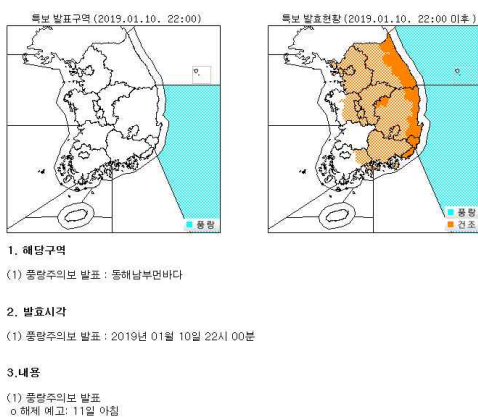 특보 발표구역 (2019.01.10. 22:00)
특보 발효현황 (2019.01.10. 22:00 이후 )
풍랑
풍랑
건조
1. 해당구역
(1) 풍랑주의보 발표 : 동해남부먼바다
2. 발효시각
(1) 풍랑주의보 발표 : 2019년 01월 10일 22시 00분
3.내용
(1) 풍랑주의보 발표
o 해제 예고: 11일 아침